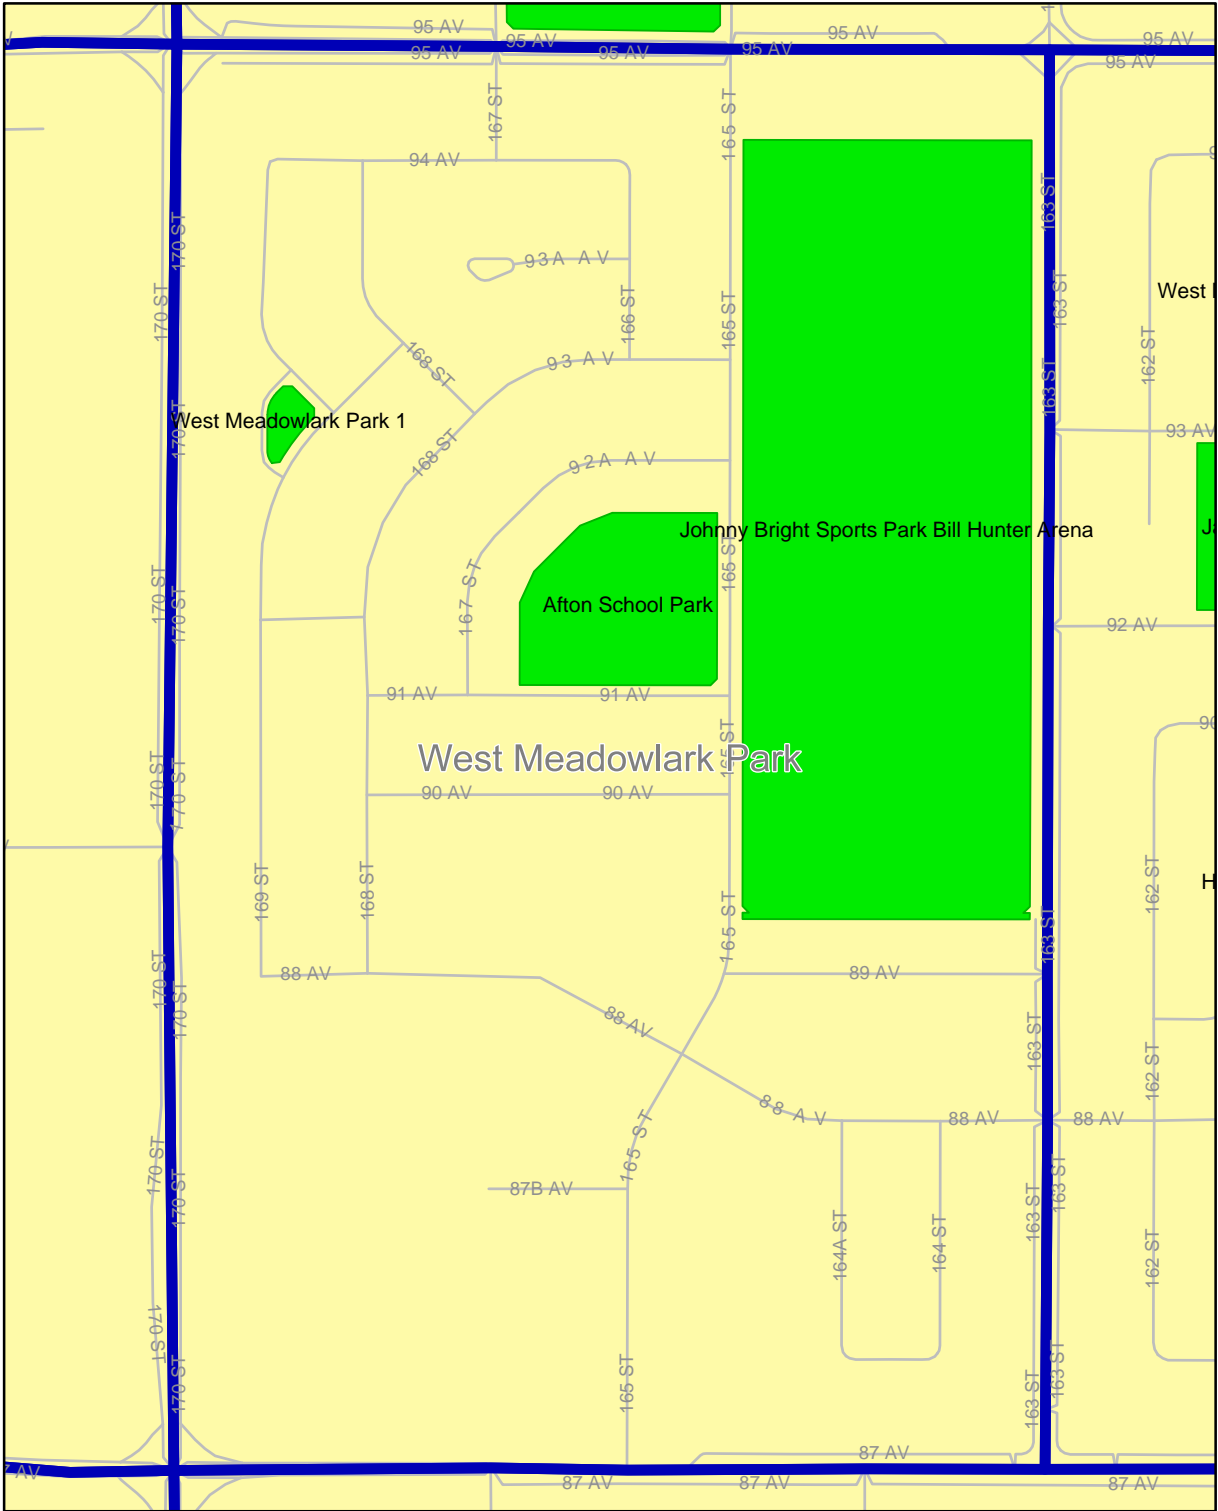 95 AV
95 AV
95 AV
95 AV
95 AV
95 AV
95 AV
95 AV
167 ST
165 ST
94 AV
163 ST
170 ST
93A AV
170 ST
166 ST
165 ST
163 ST
162 ST
West
93 AV
168 ST
163 ST
West Meadowlark Park 1
170 ST
93 AV
168 ST
92A AV
Johnny Bright Sports Park Bill Hunter Arena
165 ST
170 ST
170 ST
167 ST
Afton School Park
92 AV
91 AV
91 AV
165 ST
West Meadowlark Park
170 ST
170 ST
90 AV
90 AV
169 ST
168 ST
162 ST
H
165 ST
163 ST
88 AV
89 AV
170 ST
170 ST
88 AV
163 ST
162 ST
88 AV
88 AV
88 AV
165 ST
170 ST
170 ST
87B AV
163 ST
163 ST
164A ST
164 ST
162 ST
170 ST
170 ST
165 ST
163 ST
163 ST
87 AV
AV
87 AV
87 AV
87 AV